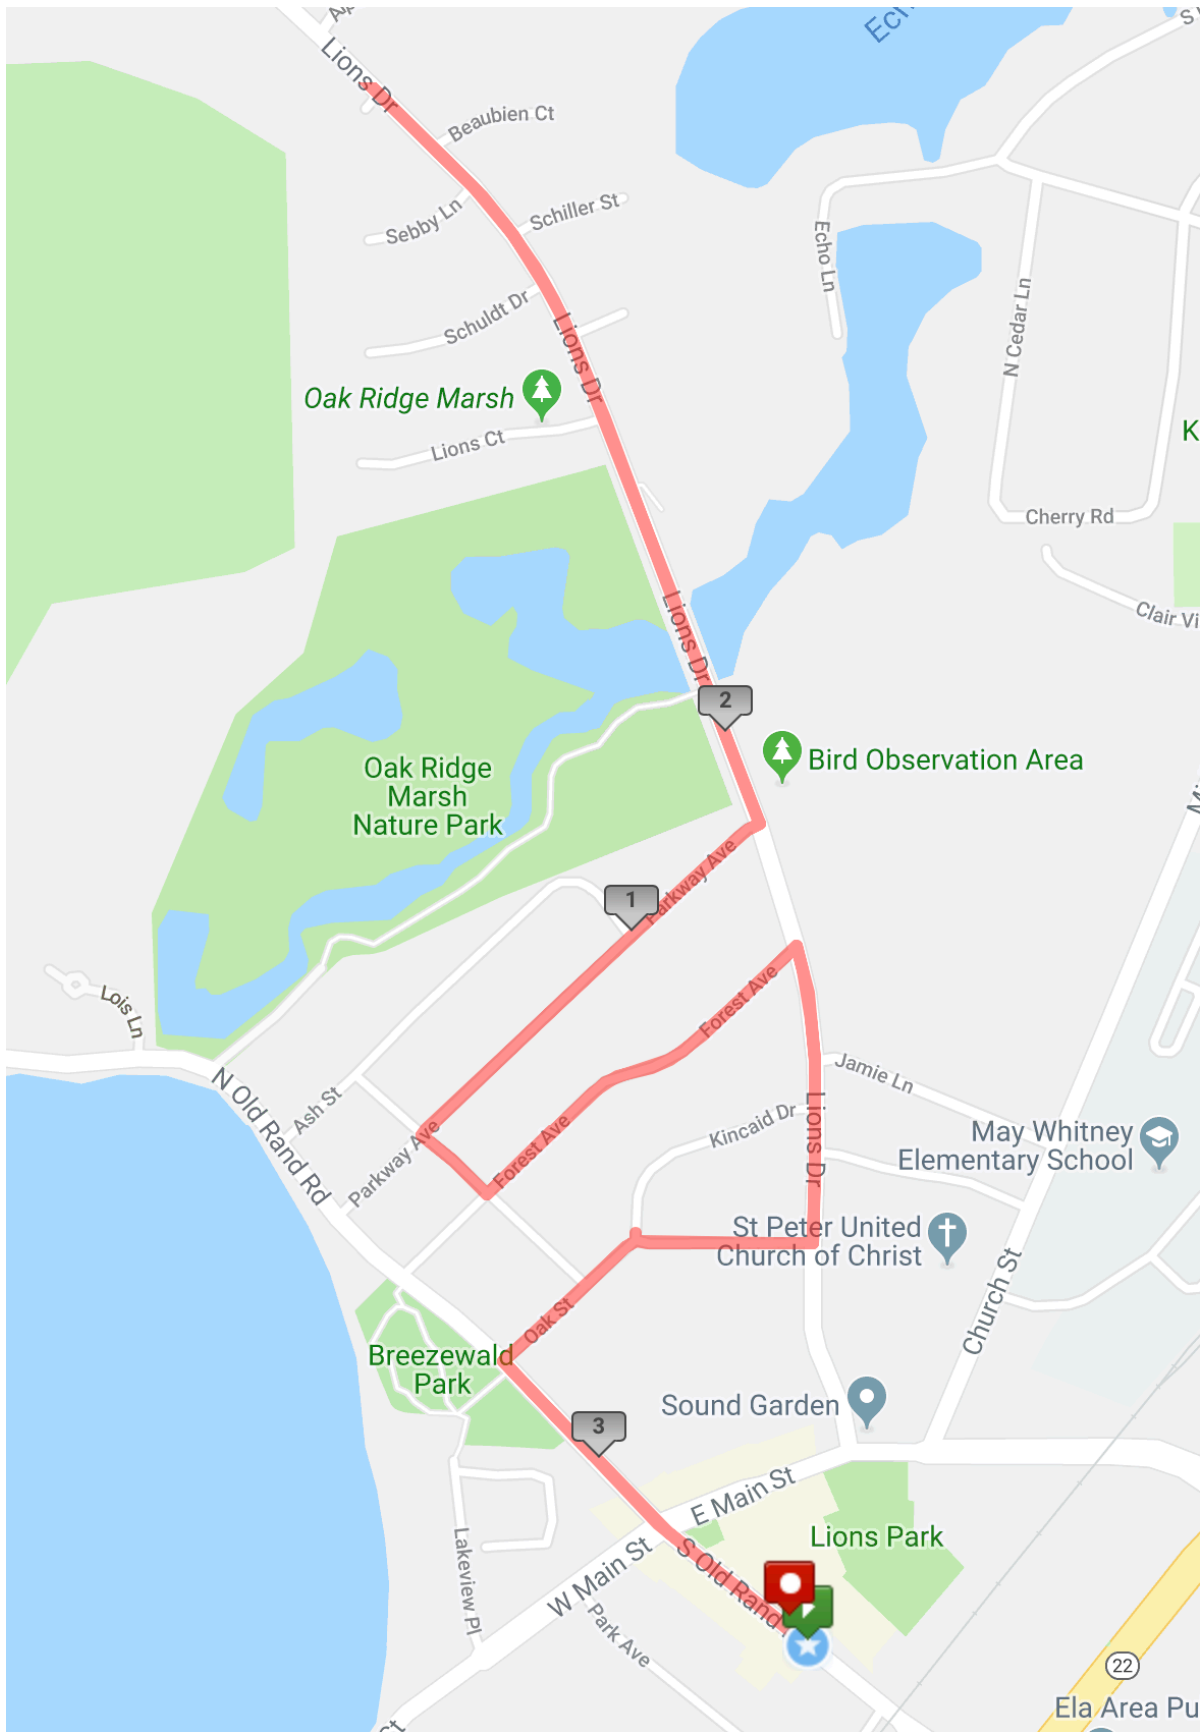 Lions Dr
Beaubien Ct
Sebby Ln
Schiller St
Echo Ln
Schuldt Dr
Lions Dr
N Cedar Ln
Oak Ridge Marsh
Lions Ct
K
Cherry Rd
Clair Vi
Lions Dr
2
Bird Observation Area
Oak Ridge
Marsh
Nature Park
Parkway Ave
1
Forest Ave
Lois Ln
Jamie Ln
N Old Rand Rd
Ash St
Parkway Ave
Forest Ave
Kincaid Dr
Lions Dr
May Whitney
Elementary School
St Peter United
Church of Christ
Church St
Oak St
Breezewald
Park
Sound Garden
3
E Main St
Lions Park
Lakeview Pl
W Main St
S Old Rand
Park Ave
22
Ela Area Pu